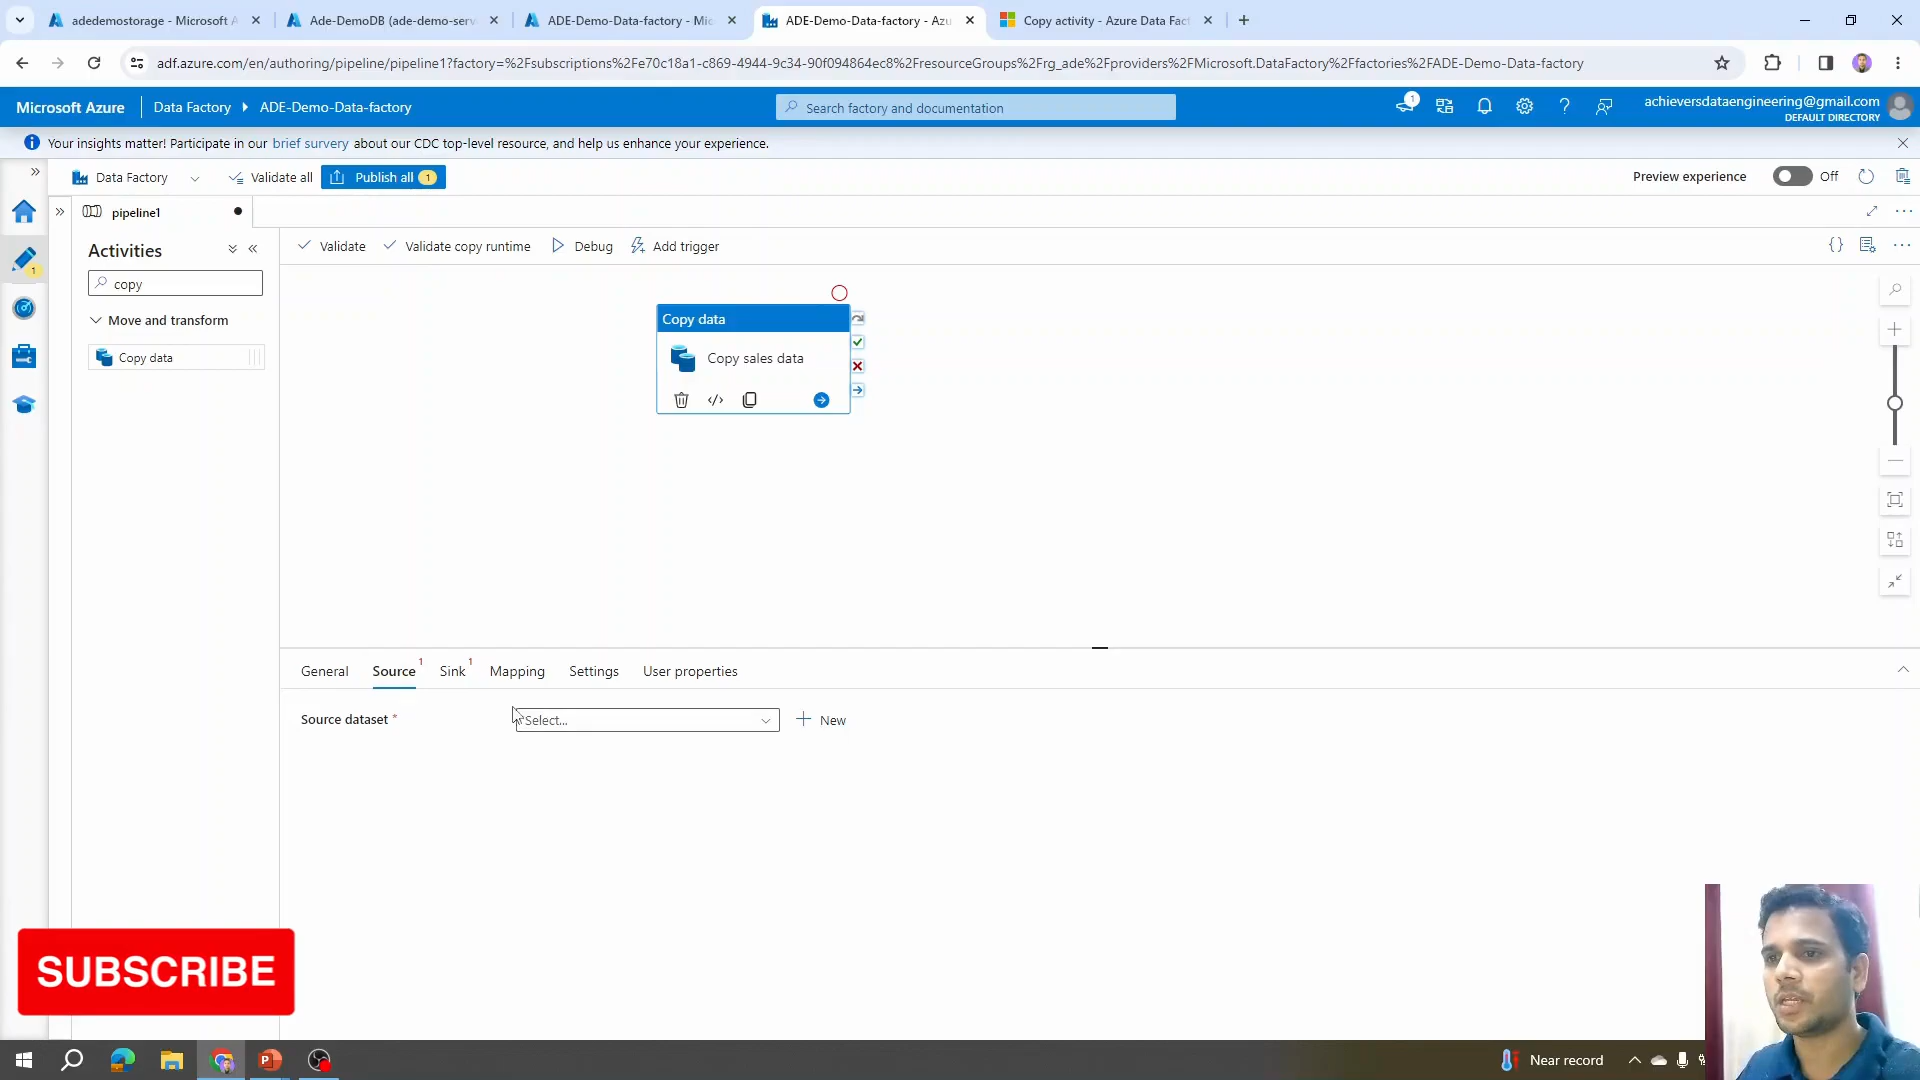 adedemostorage - Microsoft A
Ade-DemoDB (ade-demo-serv
ADE-Demo-Data-factory - Mic
ADE-Demo-Data-factory - Azu
Copy activity - Azure Data Fact
adf.azure.com/en/authoring/pipeline/pipeline1?factory=%2Fsubscriptions%2Fe70c18a1-c869-4944-9c34-90f094864ec8%2FresourceGroups%2Frg_ade%2Fproviders%2FMicrosoft.DataFactory%2Ffactories%2FADE-Demo-Data-factory
Microsoft Azure
Data Factory
ADE-Demo-Data-factory
Search factory and documentation
1
achieversdataengineering@gmail.com
DEFAULT DIRECTORY
Your insights matter! Participate in our brief survery about our CDC top-level resource, and help us enhance your experience.
Data Factory
Validate all
Publish all 1
Preview experience
Off
pipeline1
1
Activities
Validate
Validate copy runtime
Debug
Add trigger
copy
Move and transform
Copy data
Copy data
Copy sales data
General
Source 1
Sink 1
Mapping
Settings
User properties
Source dataset *
Select...
New
SUBSCRIBE
Near record